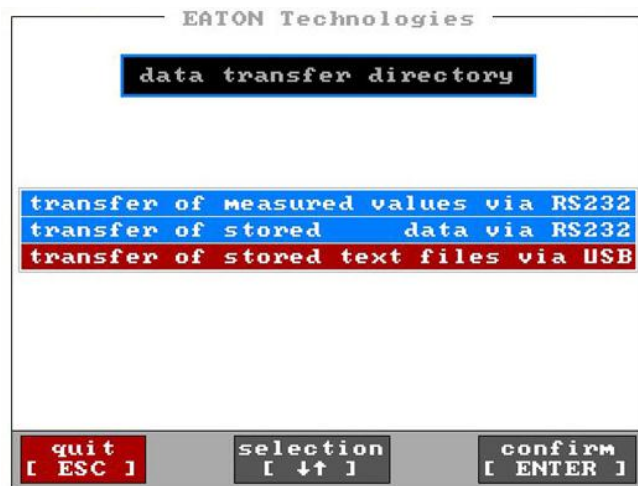 EATON Technologies
data transfer directory
transfer of measured values via RS232
transfer of stored data via RS232
transfer of stored text files via USB
quit selection confirm
[ ESC ] [ ↓↑ ] [ ENTER ]